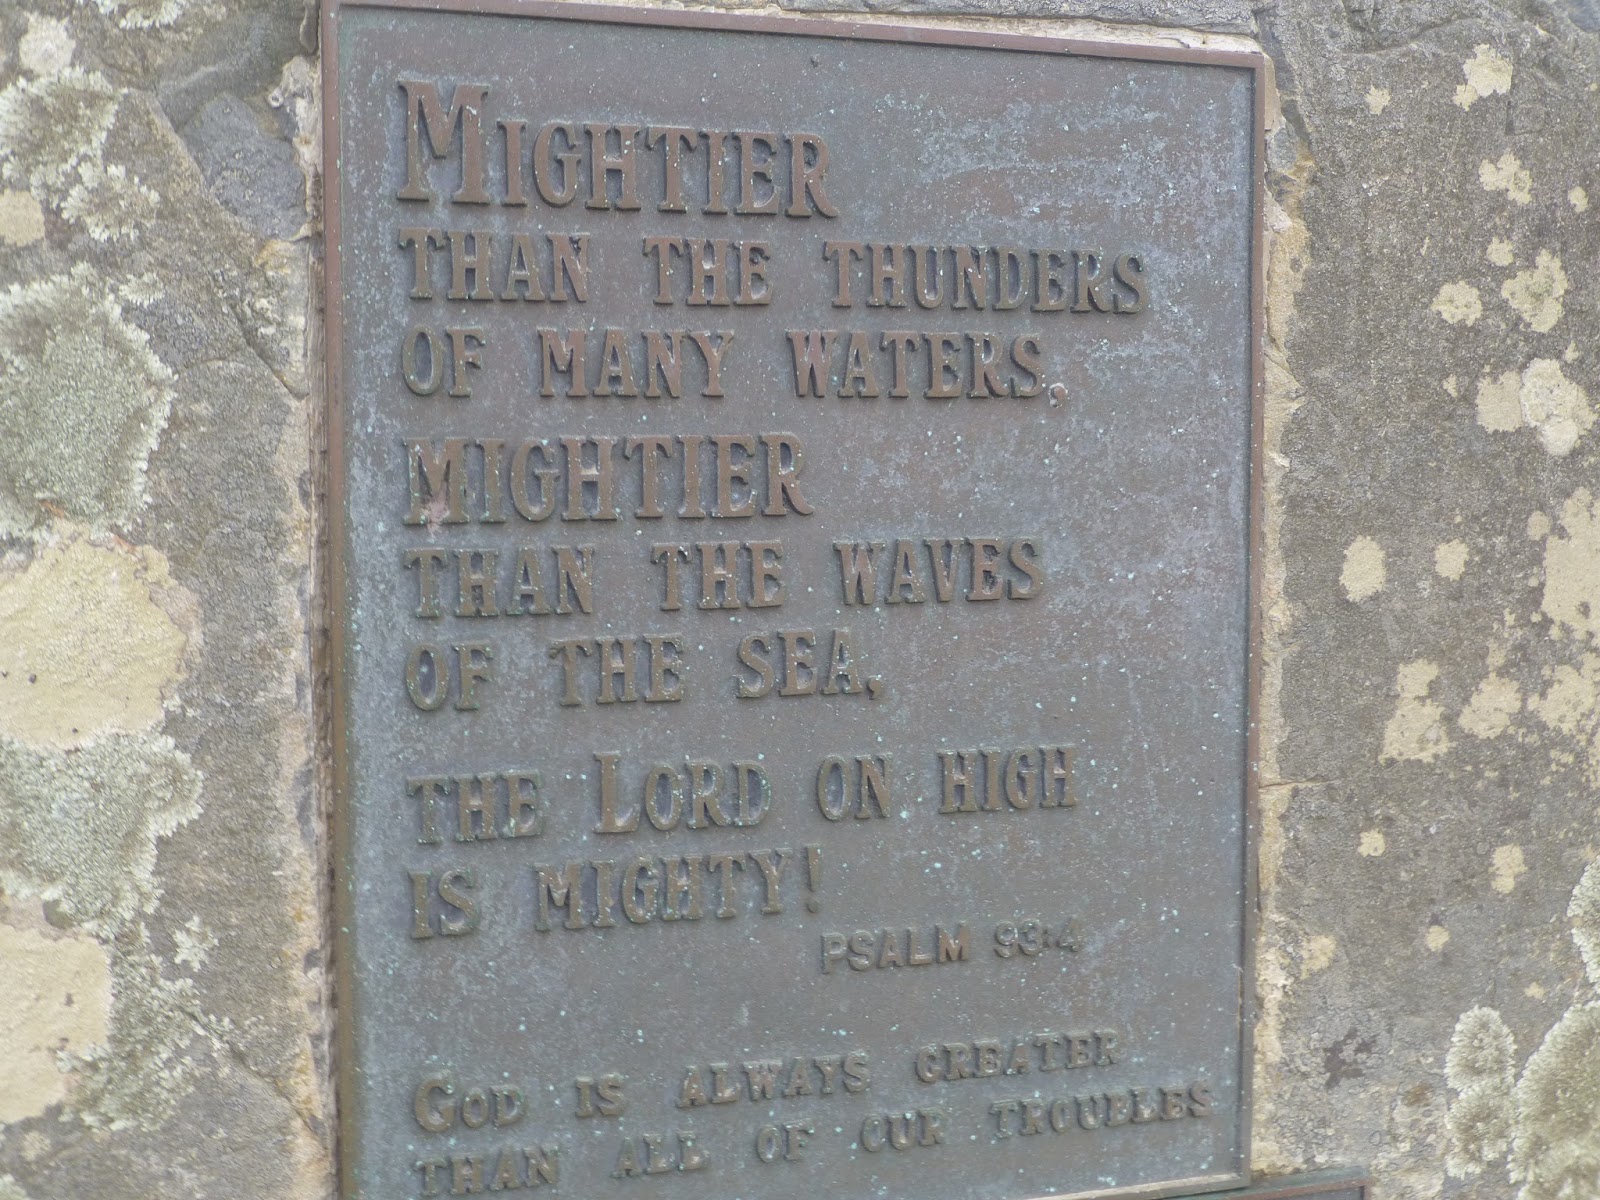 MIGHTIER
THAN THE THUNDERS
OF MANY WATERS,
MIGHTIER
THAN THE WAVES
OF THE SEA,
THE LORD ON HIGH
IS MIGHTY!
PSALM 93:4
GOD IS ALWAYS GREATER
THAN ALL OF OUR TROUBLES